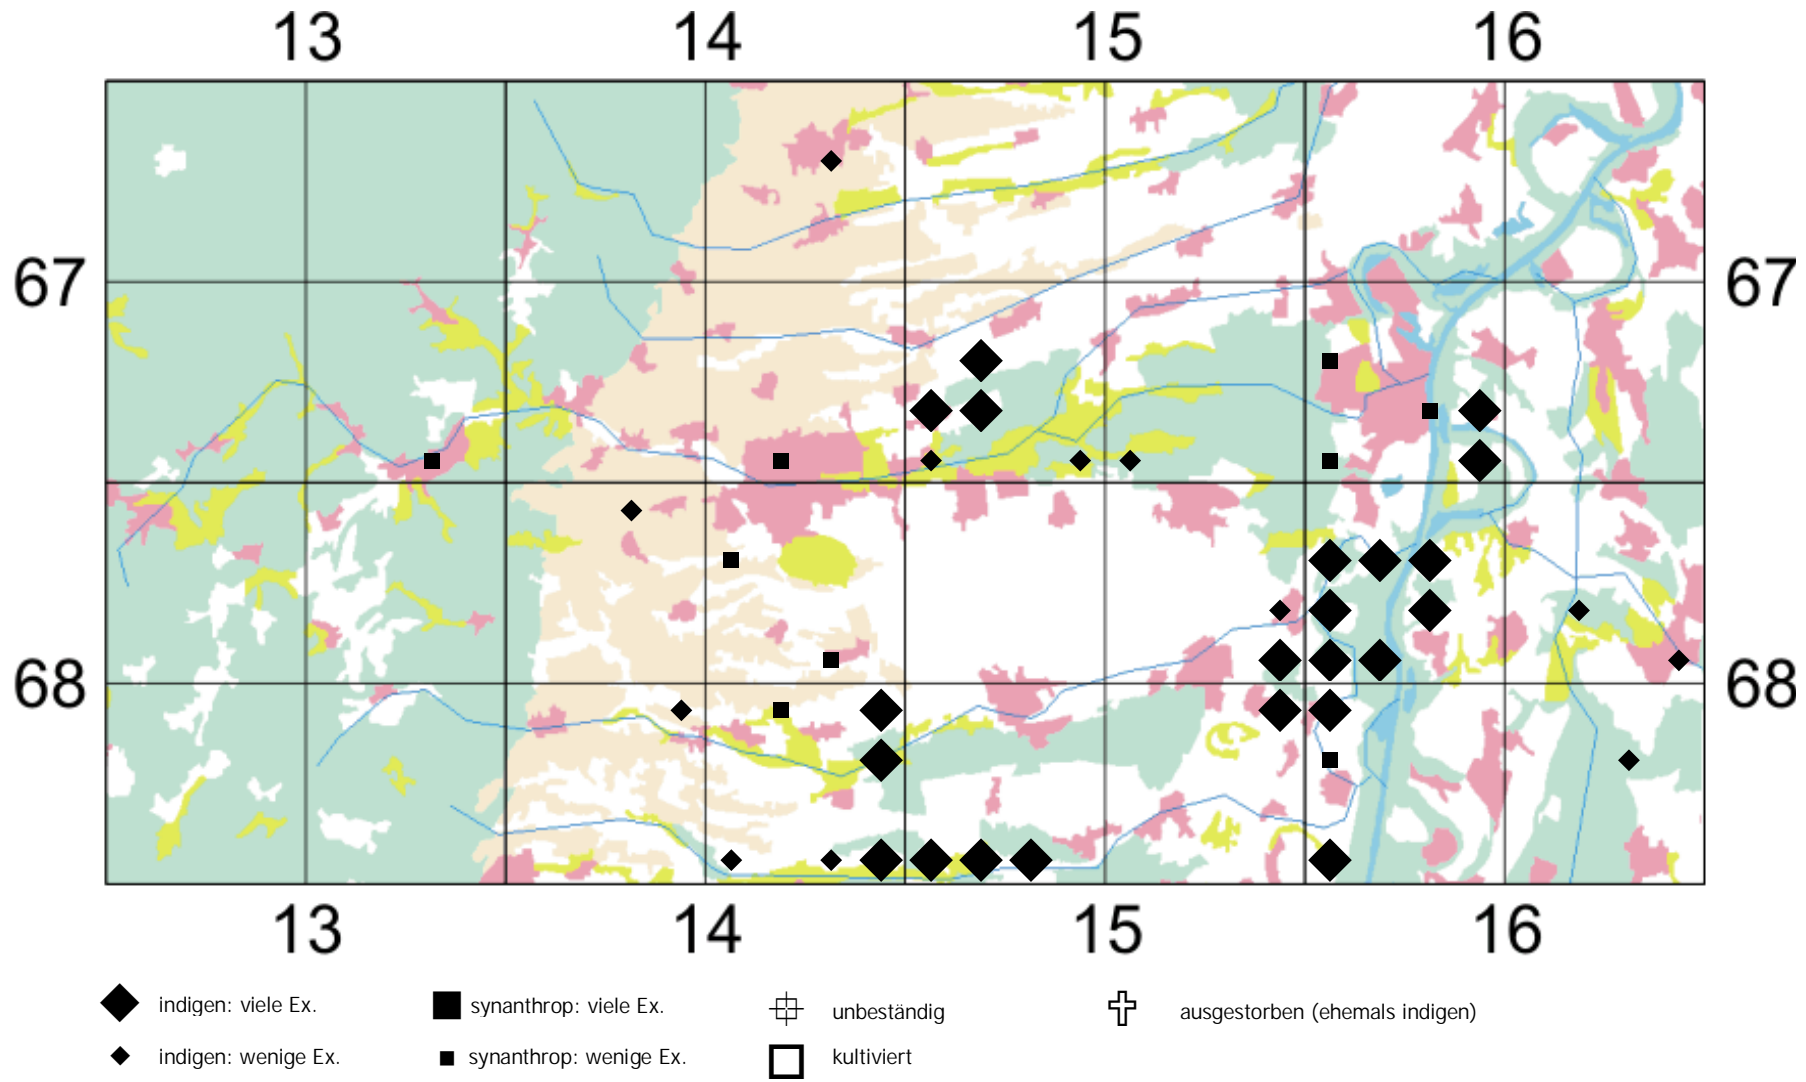 13 14 15 16
67 67
68 68
13 14 15 16
indigen: viele Ex. synanthrop: viele Ex. unbeständig ausgestorben (ehemals indigen)
indigen: wenige Ex. synanthrop: wenige Ex. kultiviert